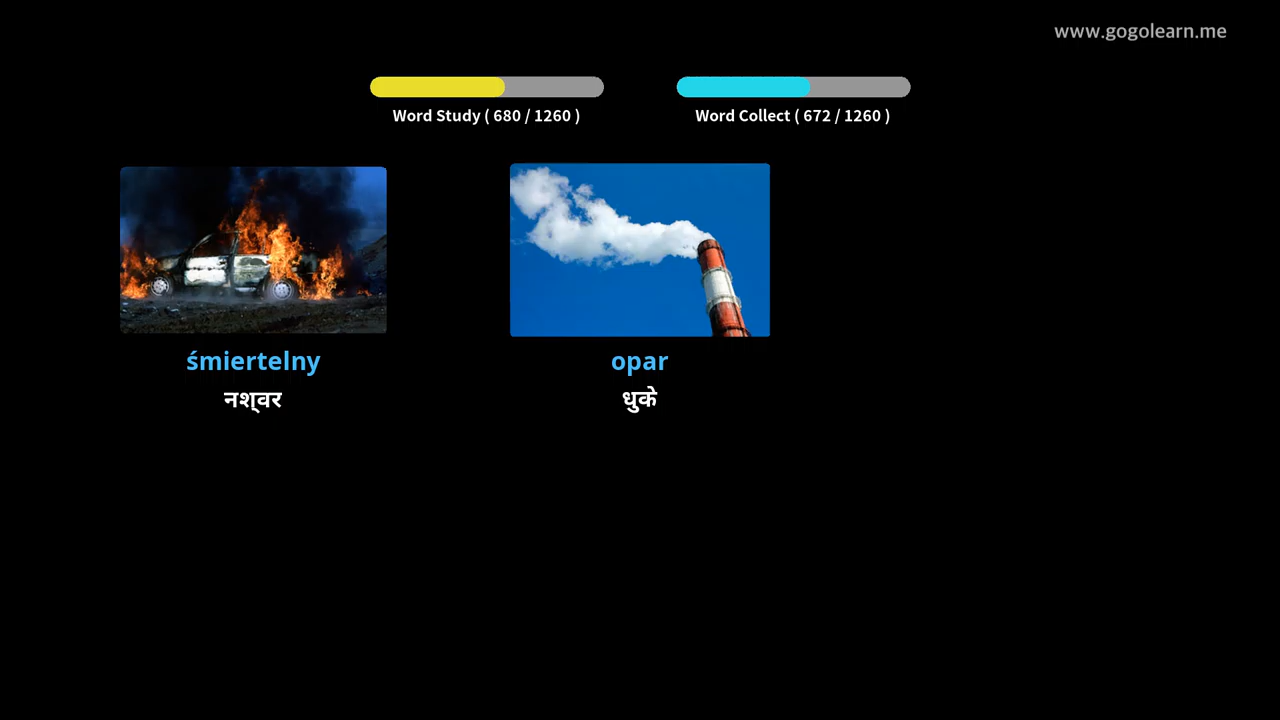 www.gogolearn.me
Word Study ( 680 / 1260 )
Word Collect ( 672 / 1260 )
śmiertelny
नश्वर
opar
धुके